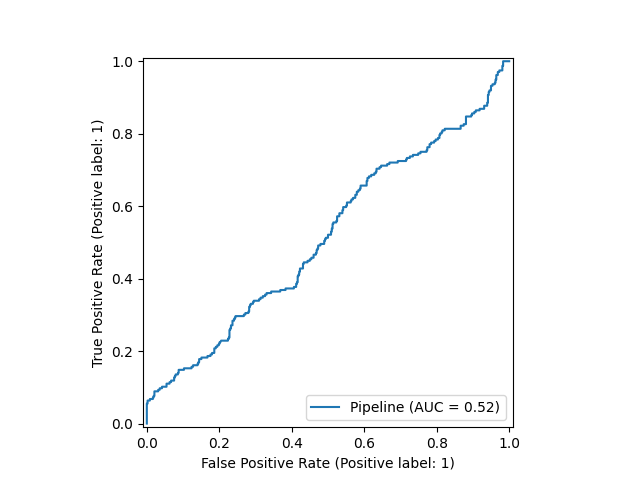 1.0
0.8
0.6
0.4
0.2
0.0
True Positive Rate (Positive label: 1)
Pipeline (AUC = 0.52)
0.0 0.2 0.4 0.6 0.8 1.0
False Positive Rate (Positive label: 1)